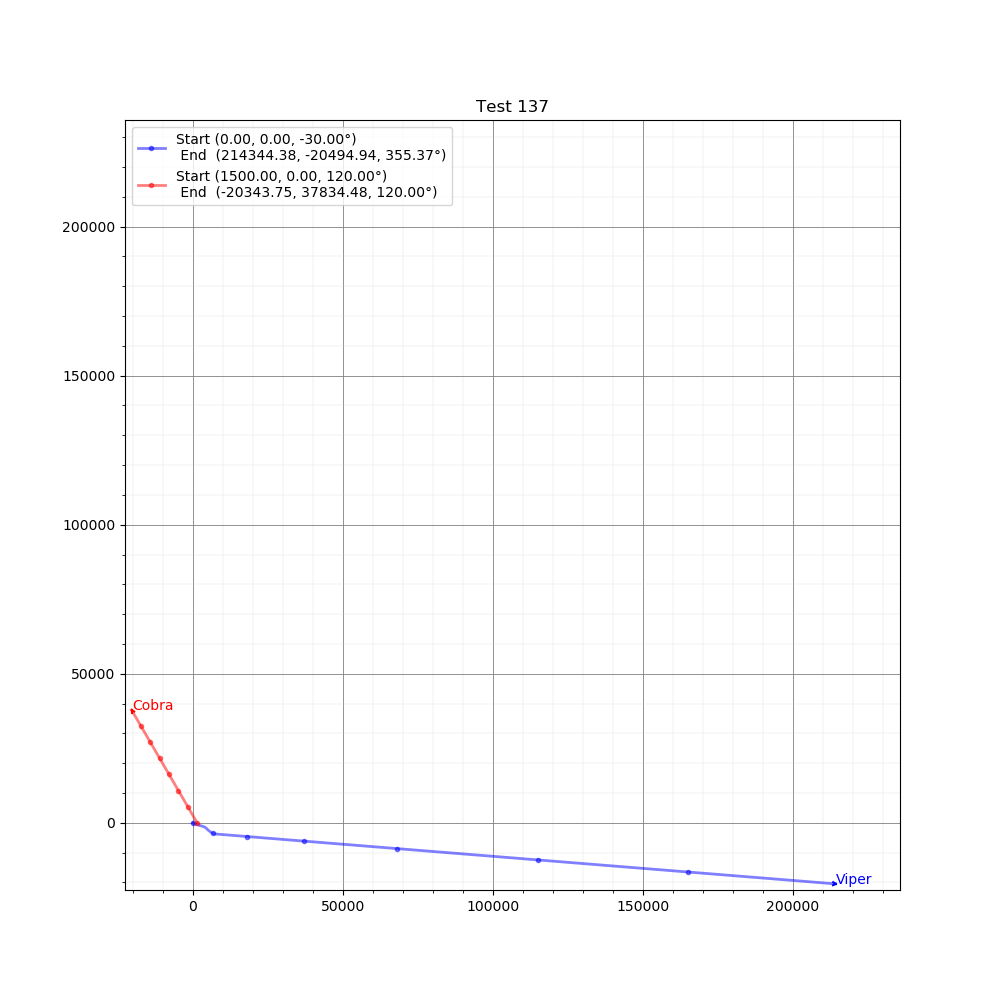 Test 137
Start (0.00, 0.00, -30.00°)
End (214344.38, -20494.94, 355.37°)
Start (1500.00, 0.00, 120.00°)
End (-20343.75, 37834.48, 120.00°)
200000
150000
100000
50000
0
Cobra
Viper
0
50000
100000
150000
200000